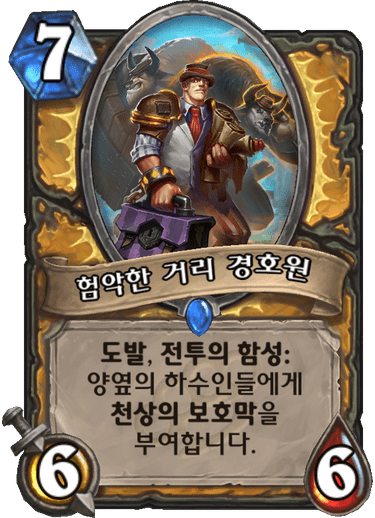 7
험악한 거리 경호원
도발, 전투의 함성:
양옆의 하수인들에게
천상의 보호막을
부여합니다.
6
6